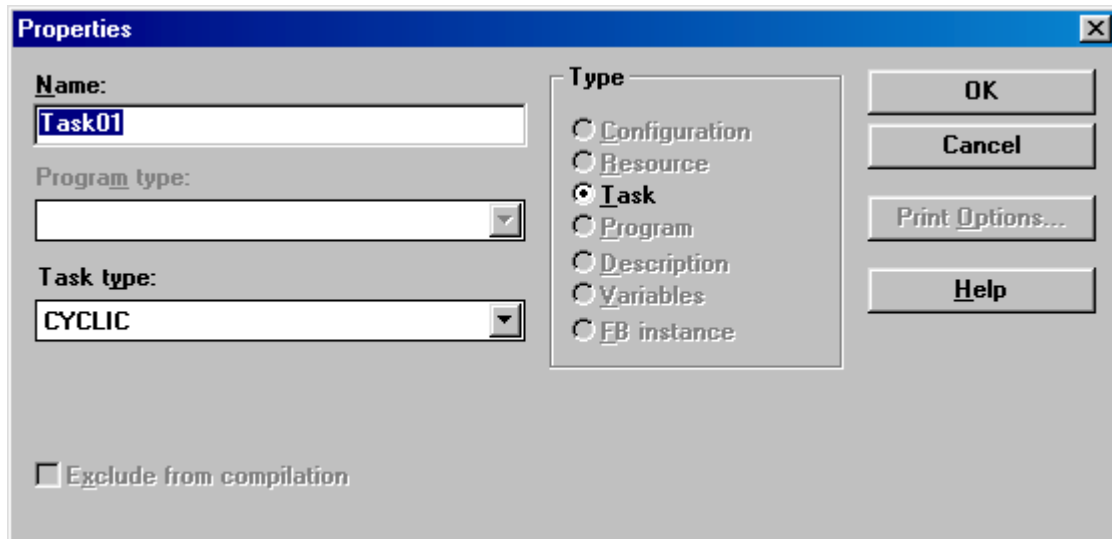 Properties
Name:
Task01
Program type:
Task type:
CYCLIC
Exclude from compilation
Type
Configuration
Resource
Task
Program
Description
Variables
FB instance
OK
Cancel
Print Options...
Help